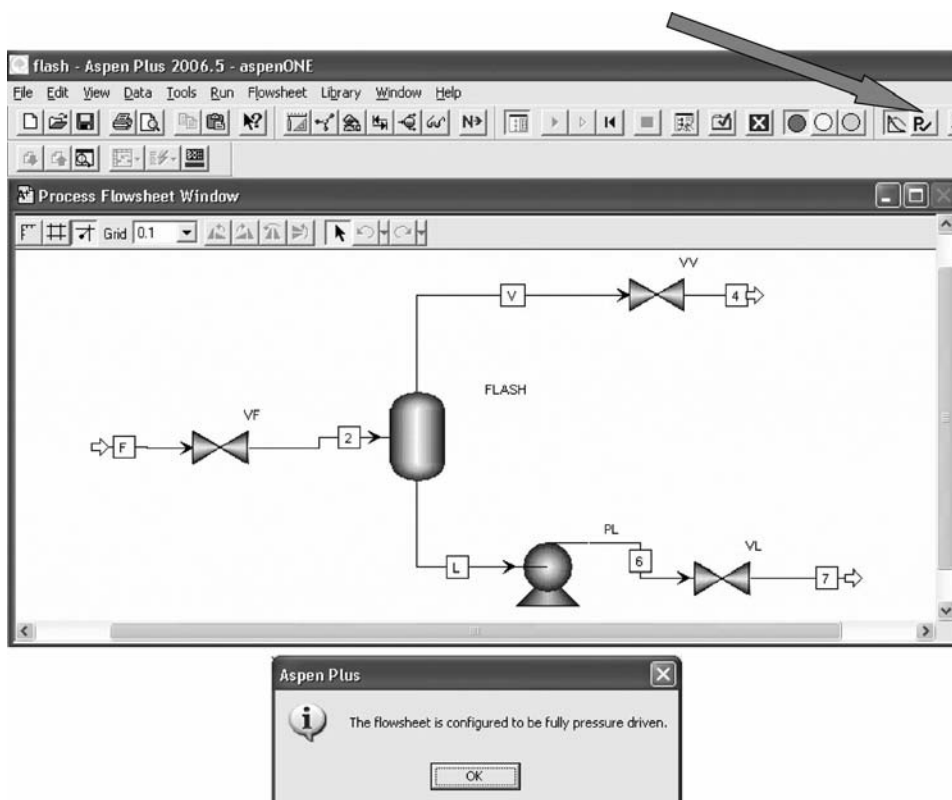 flash - Aspen Plus 2006.5 - aspenONE
File Edit View Data Tools Run Flowsheet Library Window Help
N
P
Process Flowsheet Window
Grid 0.1
VV
V
4
FLASH
VF
F
2
PL
VL
L
6
7
Aspen Plus
The flowsheet is configured to be fully pressure driven.
OK